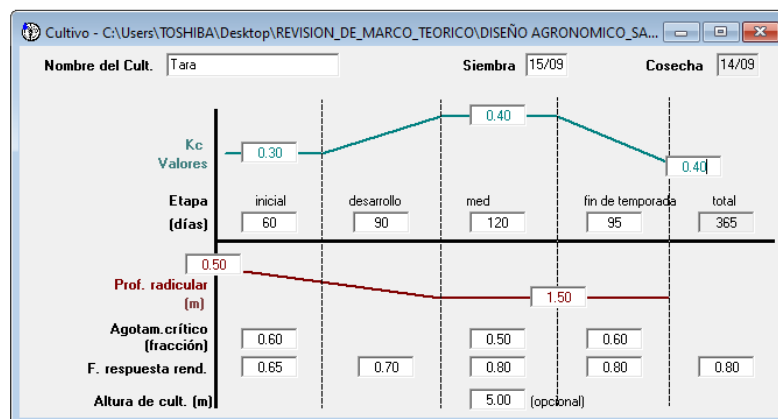 Cultivo - C:\Users\TOSHIBA\Desktop\REVISION_DE_MARCO_TEORICO\DISEÑO AGRONOMICO_SA...
Nombre del Cult. Tara Siembra 15/09 Cosecha 14/09
0.40
Kc 0.30
Valores 0.40
Etapa inicial desarrollo med fin de temporada total
(días) 60 90 120 95 365
0.50
Prof. radicular 1.50
(m)
Agotam.crítico 0.60 0.50 0.60
(fracción)
F. respuesta rend. 0.65 0.70 0.80 0.80 0.80
Altura de cult. (m) 5.00 (opcional)